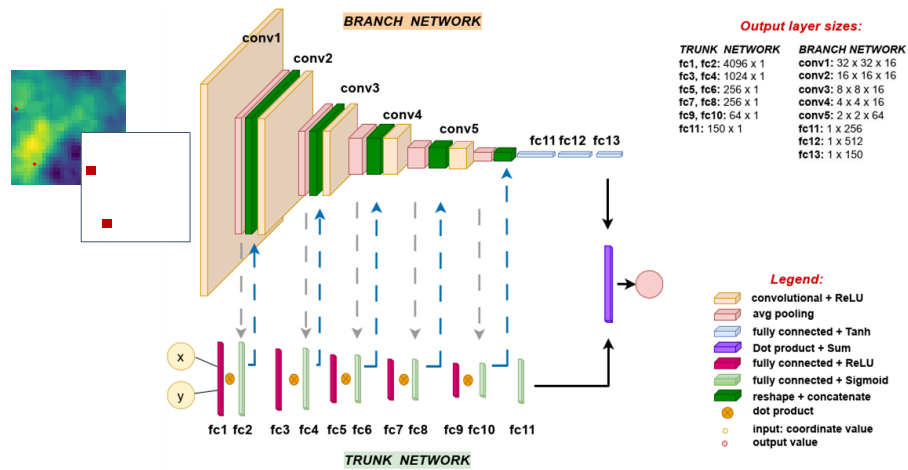 BRANCH NETWORK
conv1
conv2
conv3
conv4
conv5
fc11 fc12 fc13
Output layer sizes:
TRUNK NETWORK
fc1, fc2: 4096 x 1
fc3, fc4: 1024 x 1
fc5, fc6: 256 x 1
fc7, fc8: 256 x 1
fc9, fc10: 64 x 1
fc11: 150 x 1
BRANCH NETWORK
conv1: 32 x 32 x 16
conv2: 16 x 16 x 16
conv3: 8 x 8 x 16
conv4: 4 x 4 x 16
conv5: 2 x 2 x 64
fc11: 1 x 256
fc12: 1 x 512
fc13: 1 x 150
x
y
fc1 fc2 fc3 fc4 fc5 fc6 fc7 fc8 fc9 fc10 fc11
TRUNK NETWORK
Legend:
convolutional + ReLU
avg pooling
fully connected + Tanh
Dot product + Sum
fully connected + ReLU
fully connected + Sigmoid
reshape + concatenate
dot product
input: coordinate value
output value